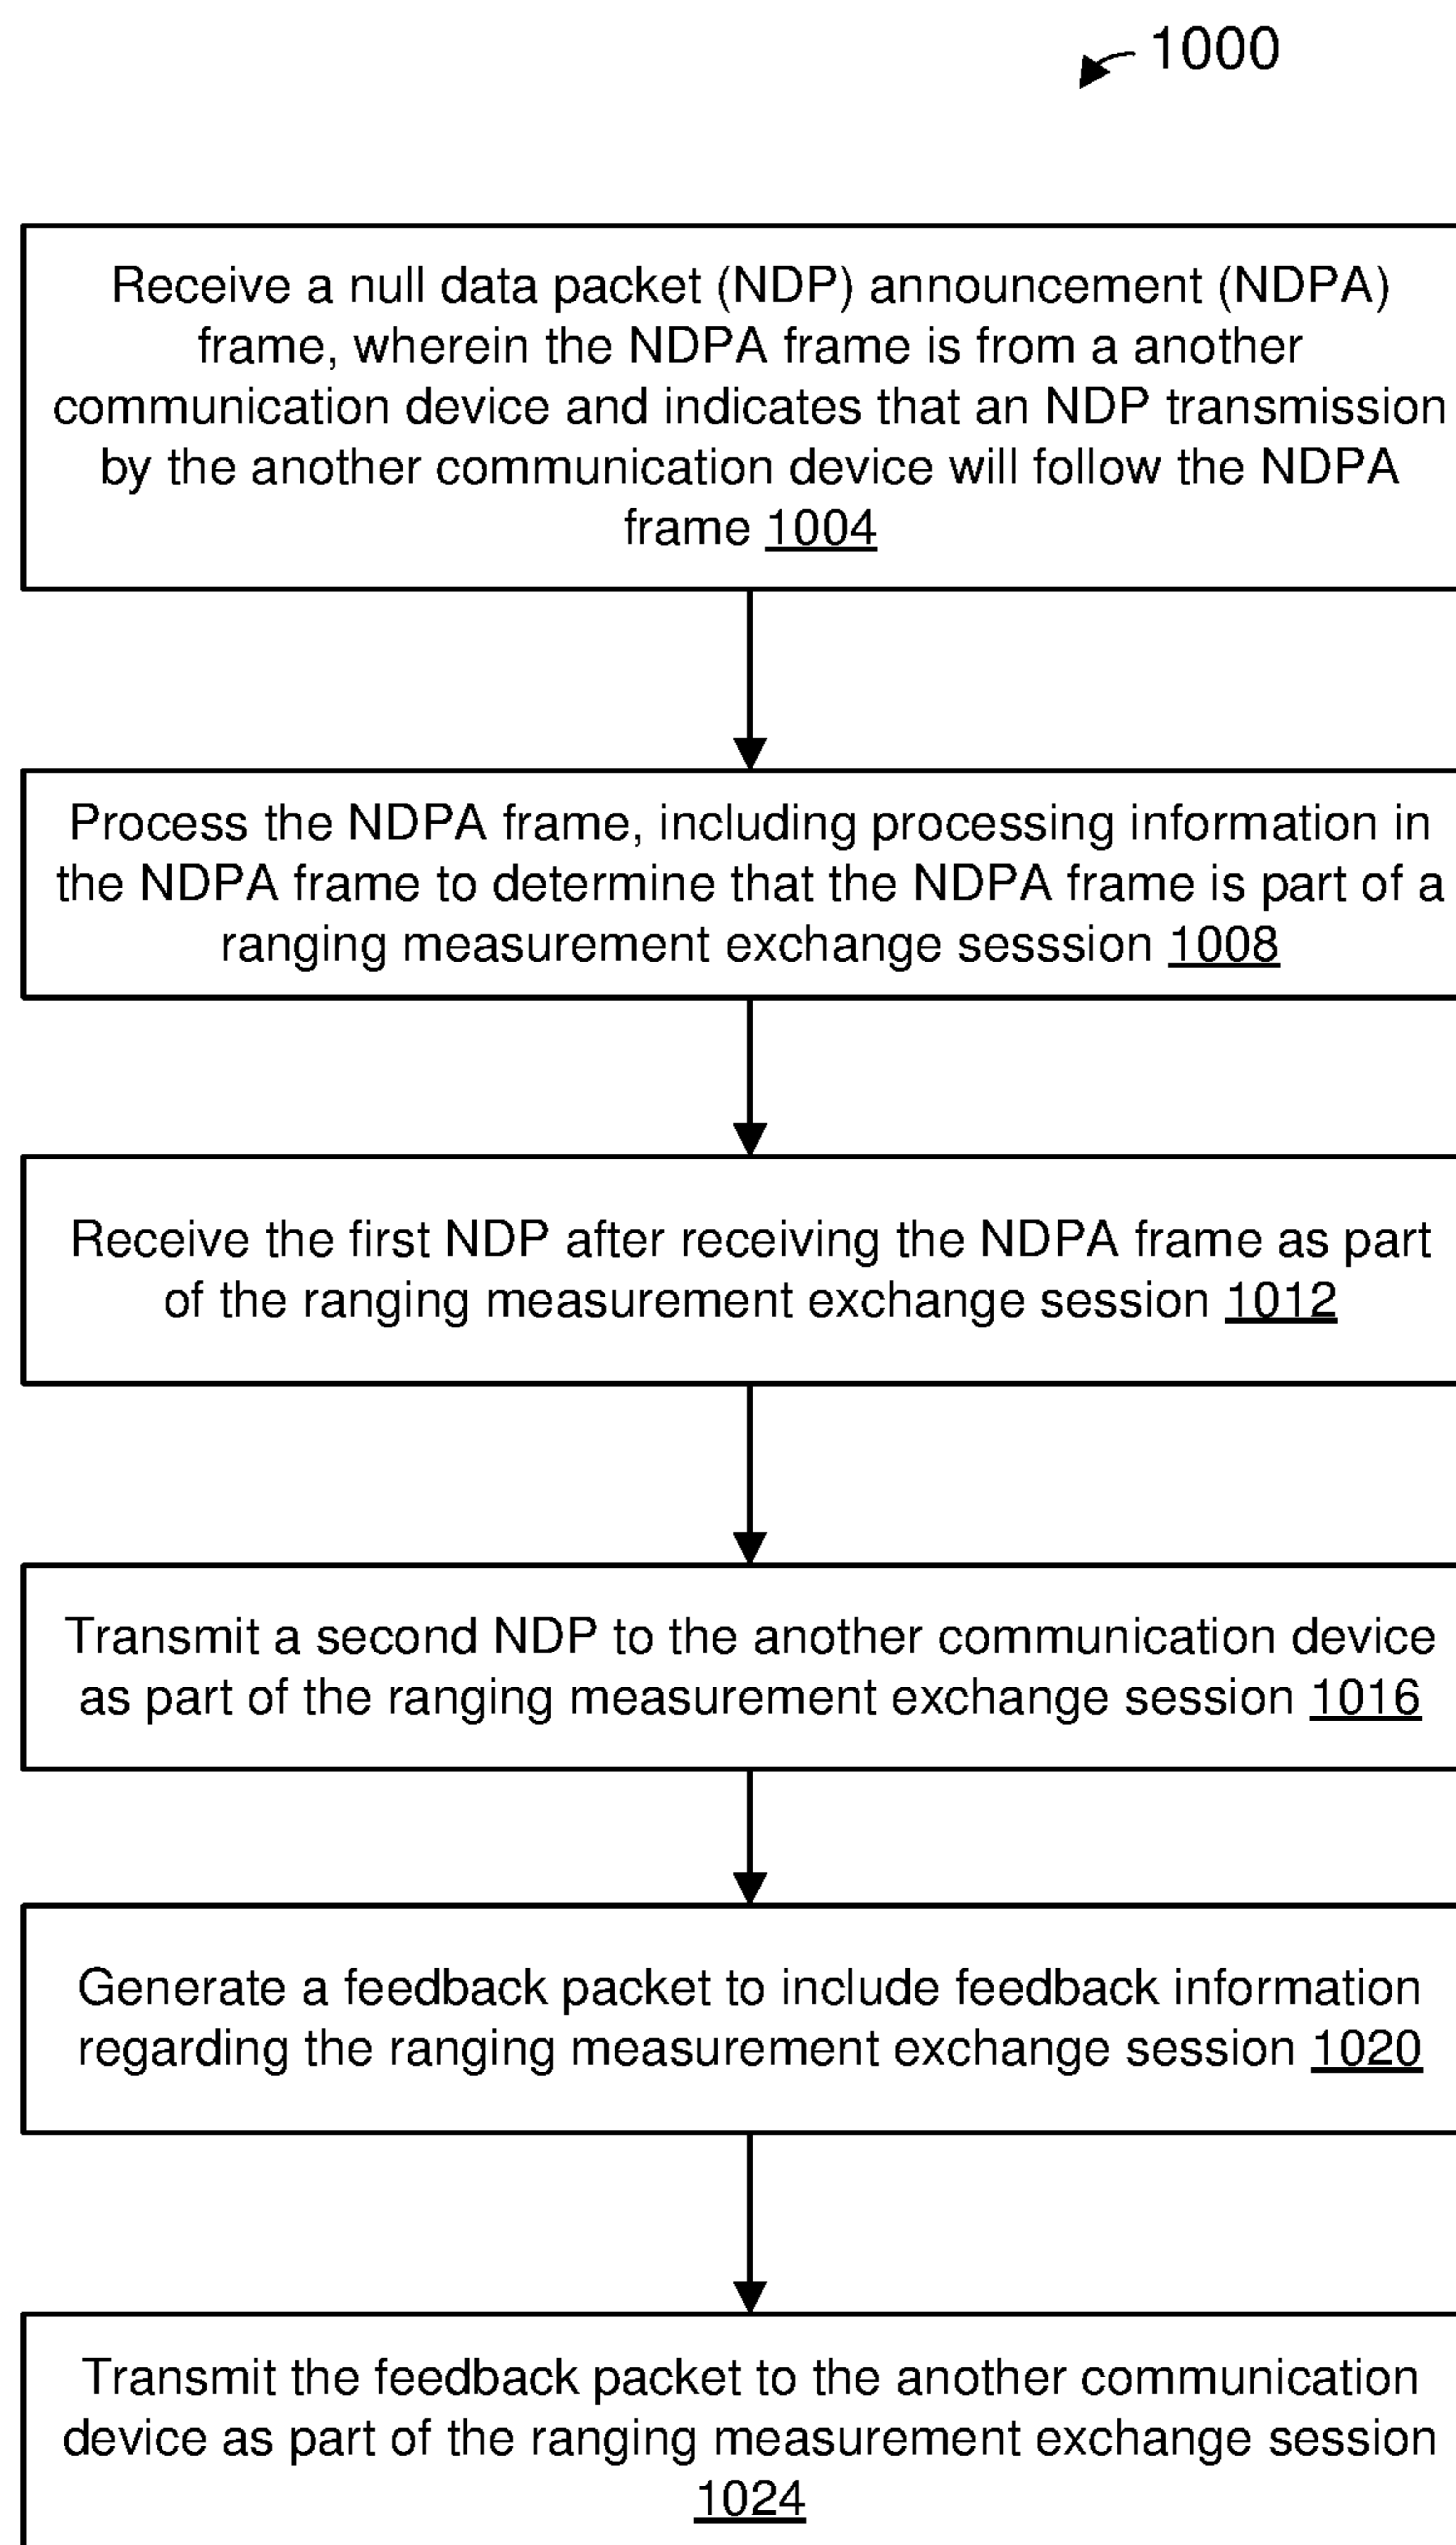 1000
Receive a null data packet (NDP) announcement (NDPA)
frame, wherein the NDPA frame is from a another
communication device and indicates that an NDP transmission
by the another communication device will follow the NDPA
frame 1004
Process the NDPA frame, including processing information in
the NDPA frame to determine that the NDPA frame is part of a
ranging measurement exchange sesssion 1008
Receive the first NDP after receiving the NDPA frame as part
of the ranging measurement exchange session 1012
Transmit a second NDP to the another communication device
as part of the ranging measurement exchange session 1016
Generate a feedback packet to include feedback information
regarding the ranging measurement exchange session 1020
Transmit the feedback packet to the another communication
device as part of the ranging measurement exchange session
1024